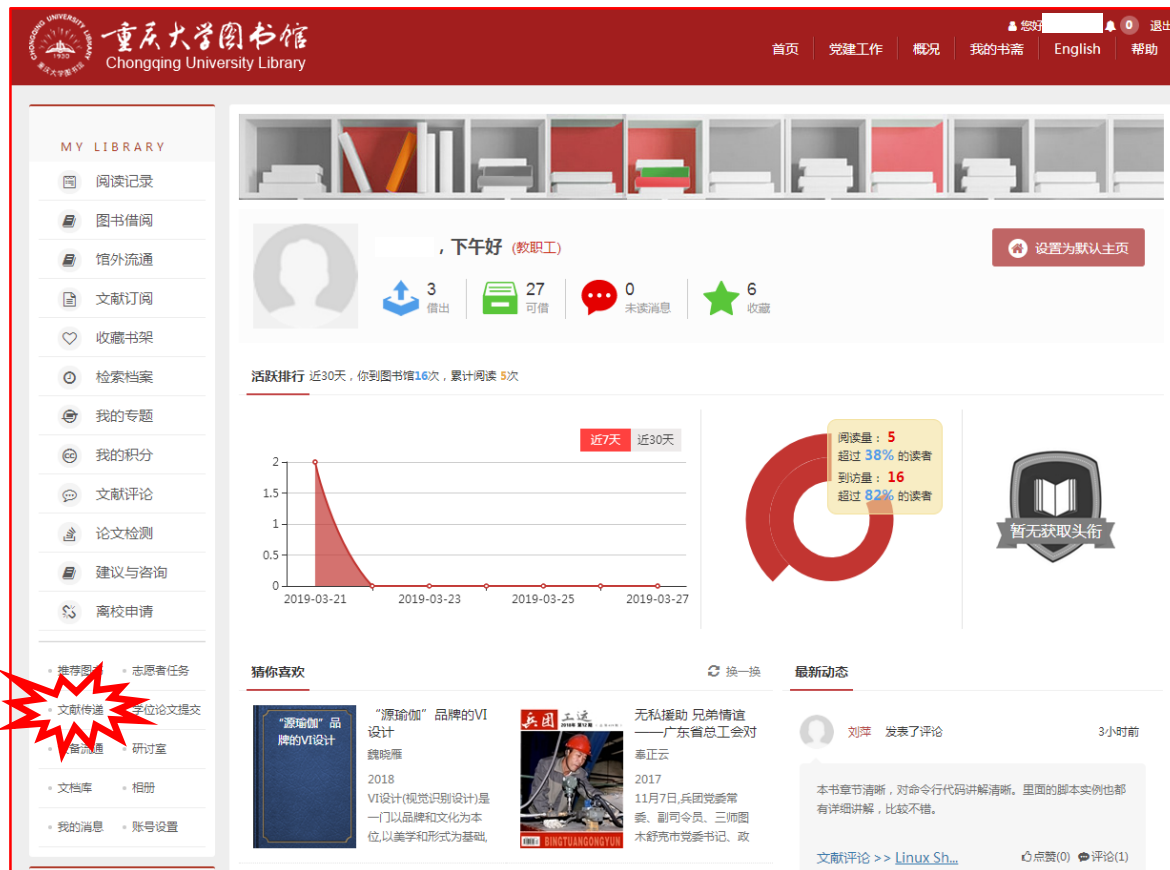 重庆大学图书馆
Chongqing University Library
CHONGQING UNIVERSITY LIBRARY
1930
重庆大学图书馆
您好
0
退出
首页 党建工作 概况 我的书斋 English 帮助
MY LIBRARY
阅读记录
图书借阅
馆外流通
文献订阅
收藏书架
检索档案
我的专题
我的积分
文献评论
论文检测
建议与咨询
离校申请
推荐图 志愿者任务
文献传递 学位论文提交
备流通 研讨室
文档库 相册
我的消息 账号设置
，下午好 (教职工)
设置为默认主页
3 借出
27 可借
0 未读消息
6 收藏
活跃排行 近30天，你到图书馆16次，累计阅读 5次
近7天 近30天
2
1.5
1
0.5
0
2019-03-21 2019-03-23 2019-03-25 2019-03-27
阅读量： 5
超过 38% 的读者
到访量： 16
超过 82% 的读者
暂无获取头衔
猜你喜欢
换一换
“源瑜伽”品
牌的VI设计
“源瑜伽”品牌的VI
设计
魏晓雁
2018
VI设计(视觉识别设计)是
一门以品牌和文化为本
位,以美学和形式为基础,
兵团工运
BINGTUANGONGYUN
无私援助 兄弟情谊
——广东省总工会对
奉正云
2017
11月7日,兵团党委常
委、副司令员、三师图
木舒克市党委书记、政
最新动态
刘萍 发表了评论 3小时前
本书章节清晰，对命令行代码讲解清晰。里面的脚本实例也都
有详细讲解，比较不错。
文献评论 >> Linux Sh... 点赞(0) 评论(1)